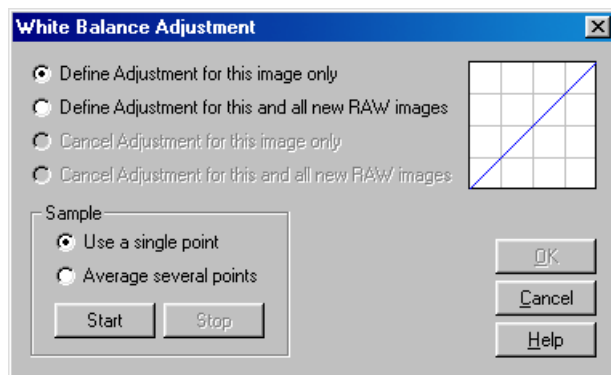 White Balance Adjustment
Define Adjustment for this image only
Define Adjustment for this and all new RAW images
Cancel Adjustment for this image only
Cancel Adjustment for this and all new RAW images
Sample
Use a single point
Average several points
Start
Stop
OK
Cancel
Help